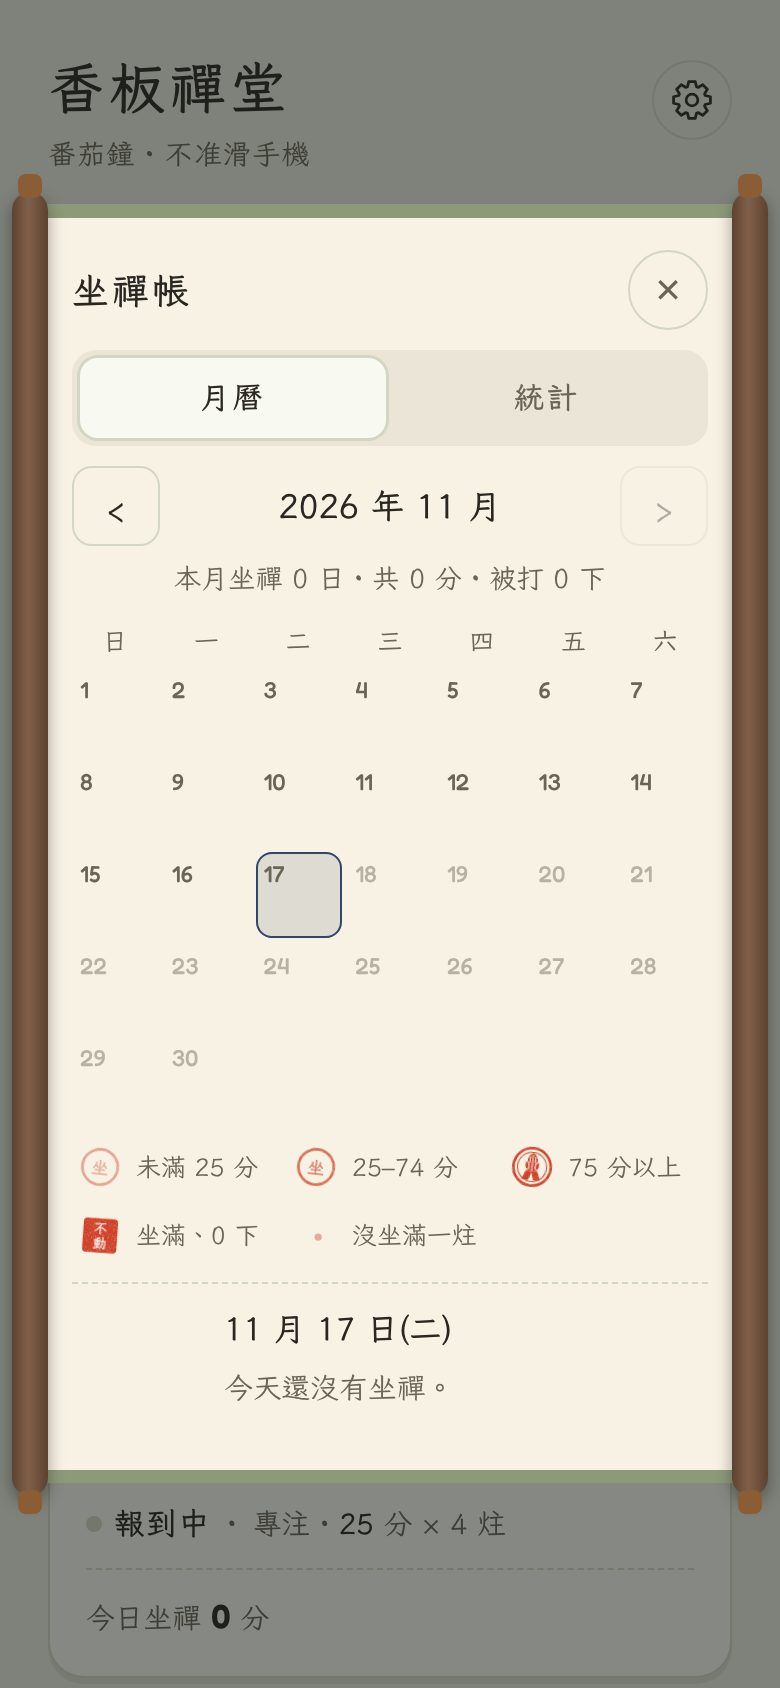 香板禪堂
番茄鐘・不准滑手機
坐禪帳
×
月曆 統計
< 2026 年 11 月 >
本月坐禪 0 日・共 0 分・被打 0 下
日 一 二 三 四 五 六
1 2 3 4 5 6 7
8 9 10 11 12 13 14
15 16 17 18 19 20 21
22 23 24 25 26 27 28
29 30
坐 未滿 25 分 坐 25–74 分 75 分以上
不動 坐滿、0 下 沒坐滿一炷
11 月 17 日(二)
今天還沒有坐禪。
報到中 ・ 專注・25 分 × 4 炷
今日坐禪 0 分